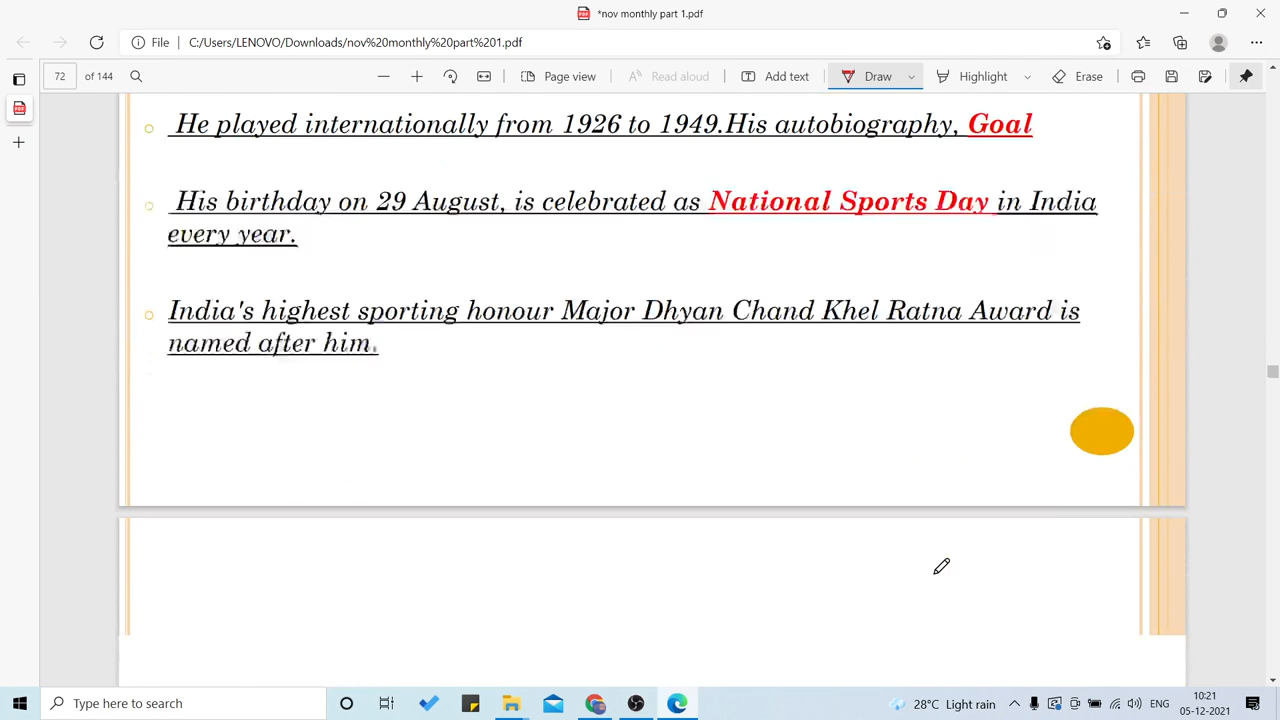 *nov monthly part 1.pdf
File C:/Users/LENOVO/Downloads/nov%20monthly%20part%201.pdf
72 of 144 Page view Read aloud Add text Draw Highlight Erase
He played internationally from 1926 to 1949.His autobiography, Goal
His birthday on 29 August, is celebrated as National Sports Day in India
every year.
India's highest sporting honour Major Dhyan Chand Khel Ratna Award is
named after him.
Type here to search 28°C Light rain ENG 10:21
05-12-2021